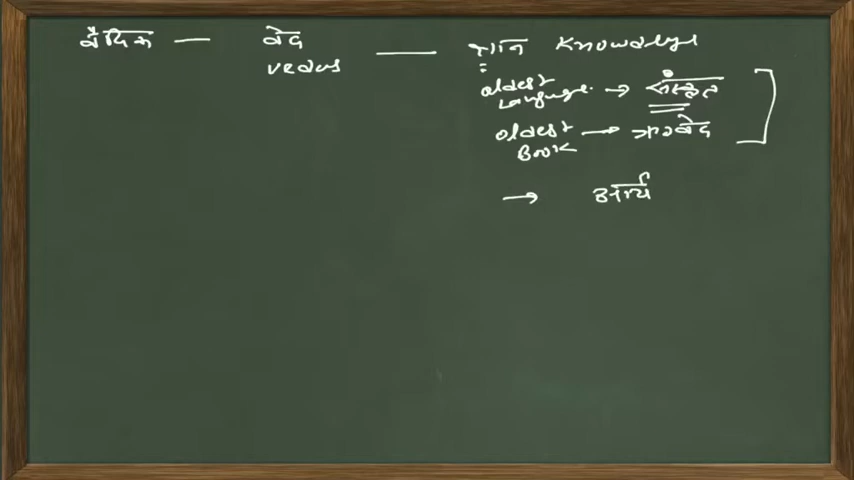 वैदिक — वेद — ज्ञान Knowledge
vedas
oldest Language. → संस्कृत
oldest Book → ऋग्वेद
→ आर्य